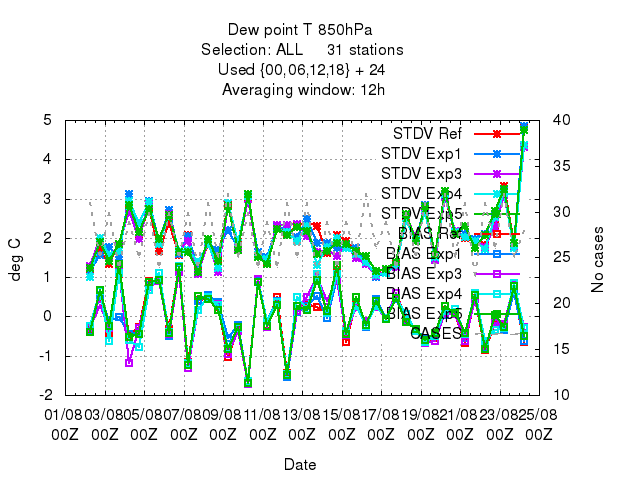 Dew point T 850hPa
Selection: ALL 31 stations
Used {00,06,12,18} + 24
Averaging window: 12h
5
4
3
2
1
0
-1
-2
deg C
40
35
30
25
20
15
10
No cases
STDV Ref
STDV Exp1
STDV Exp3
STDV Exp4
STDV Exp5
BIAS Ref
BIAS Exp1
BIAS Exp3
BIAS Exp4
BIAS Exp5
CASES
01/08 03/08 05/08 07/08 09/08 11/08 13/08 15/08 17/08 19/08 21/08 23/08 25/08
00Z 00Z 00Z 00Z 00Z 00Z 00Z 00Z 00Z 00Z 00Z 00Z 00Z
Date